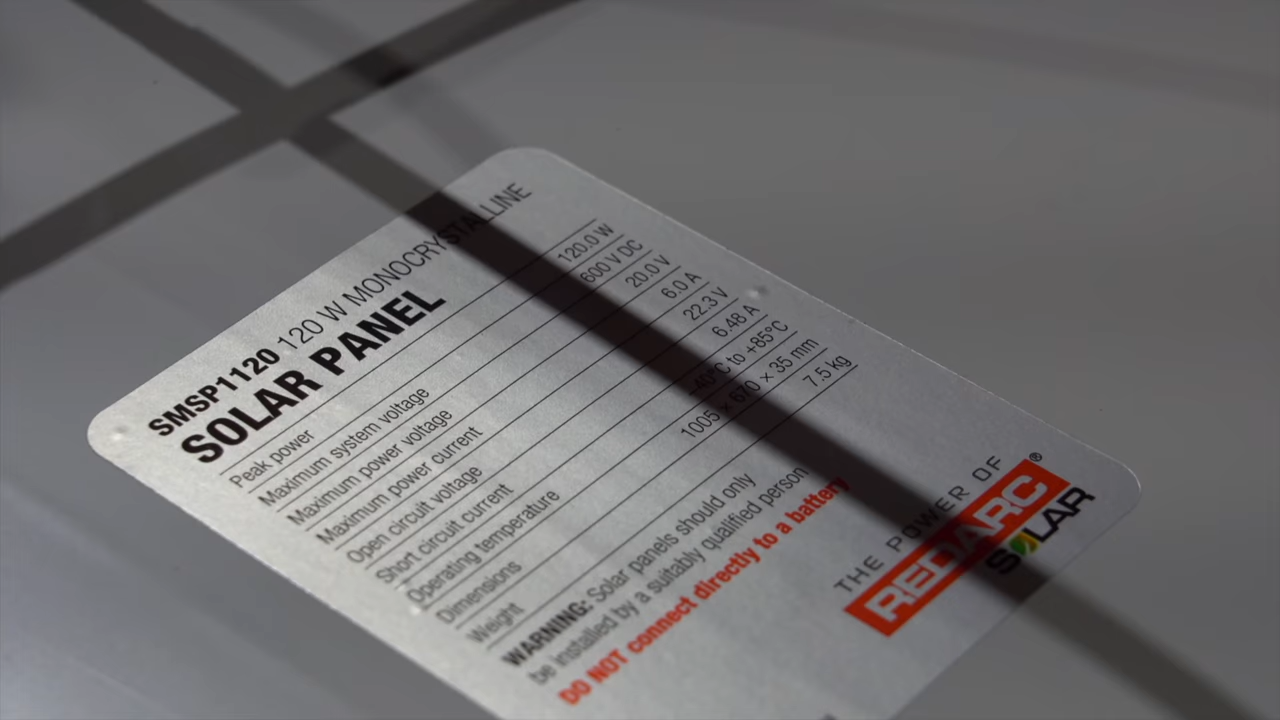 SMSP1120 120 W MONOCRYSTALLINE
SOLAR PANEL
Peak power 120.0 W
Maximum system voltage 600 V DC
Maximum power voltage 20.0 V
Maximum power current 6.0 A
Open circuit voltage 22.3 V
Short circuit current 6.48 A
Operating temperature -40°C to +85°C
Dimensions 1005 × 670 × 35 mm
Weight 7.5 kg
WARNING: Solar panels should only
be installed by a suitably qualified person
DO NOT connect directly to a battery
THE POWER OF
REDARC®
SOLAR